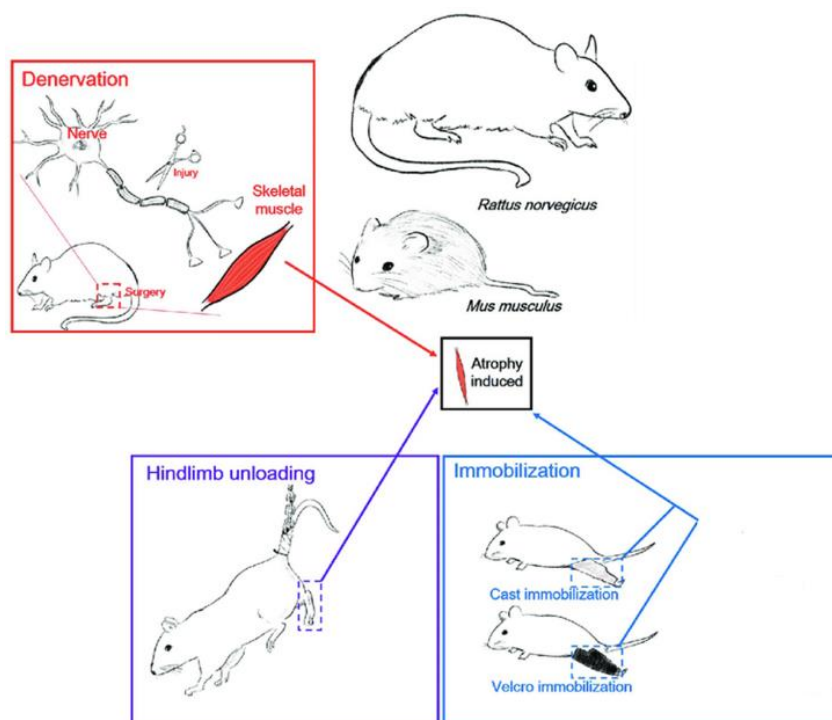 Denervation
Nerve
Injury
Skeletal
muscle
Surgery
Rattus norvegicus
Mus musculus
Atrophy
induced
Hindlimb unloading
Immobilization
Cast immobilization
Velcro immobilization